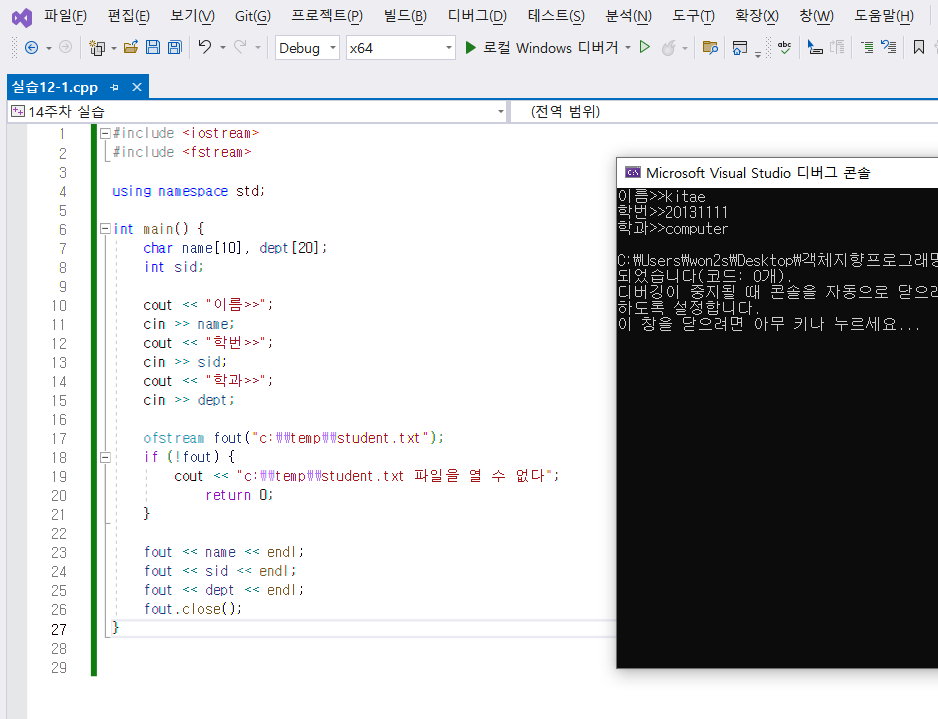 파일(F) 편집(E) 보기(V) Git(G) 프로젝트(P) 빌드(B) 디버그(D) 테스트(S) 분석(N) 도구(T) 확장(X) 창(W) 도움말(H)
Debug x64 로컬 Windows 디버거
실습12-1.cpp
14주차 실습 (전역 범위)
1 #include <iostream>
2 #include <fstream>
3
4 using namespace std;
5
6 int main() {
7 char name[10], dept[20];
8 int sid;
9
10 cout << "이름>>";
11 cin >> name;
12 cout << "학번>>";
13 cin >> sid;
14 cout << "학과>>";
15 cin >> dept;
16
17 ofstream fout("c:₩₩temp₩₩student.txt");
18 if (!fout) {
19 cout << "c:₩₩temp₩₩student.txt 파일을 열 수 없다";
20 return 0;
21 }
22
23 fout << name << endl;
24 fout << sid << endl;
25 fout << dept << endl;
26 fout.close();
27 }
28
29
Microsoft Visual Studio 디버그 콘솔
이름>>kitae
학번>>20131111
학과>>computer
C:₩Users₩won2s₩Desktop₩객체지향프로그래밍
되었습니다(코드: 0개).
디버깅이 중지될 때 콘솔을 자동으로 닫으려
하도록 설정합니다.
이 창을 닫으려면 아무 키나 누르세요...